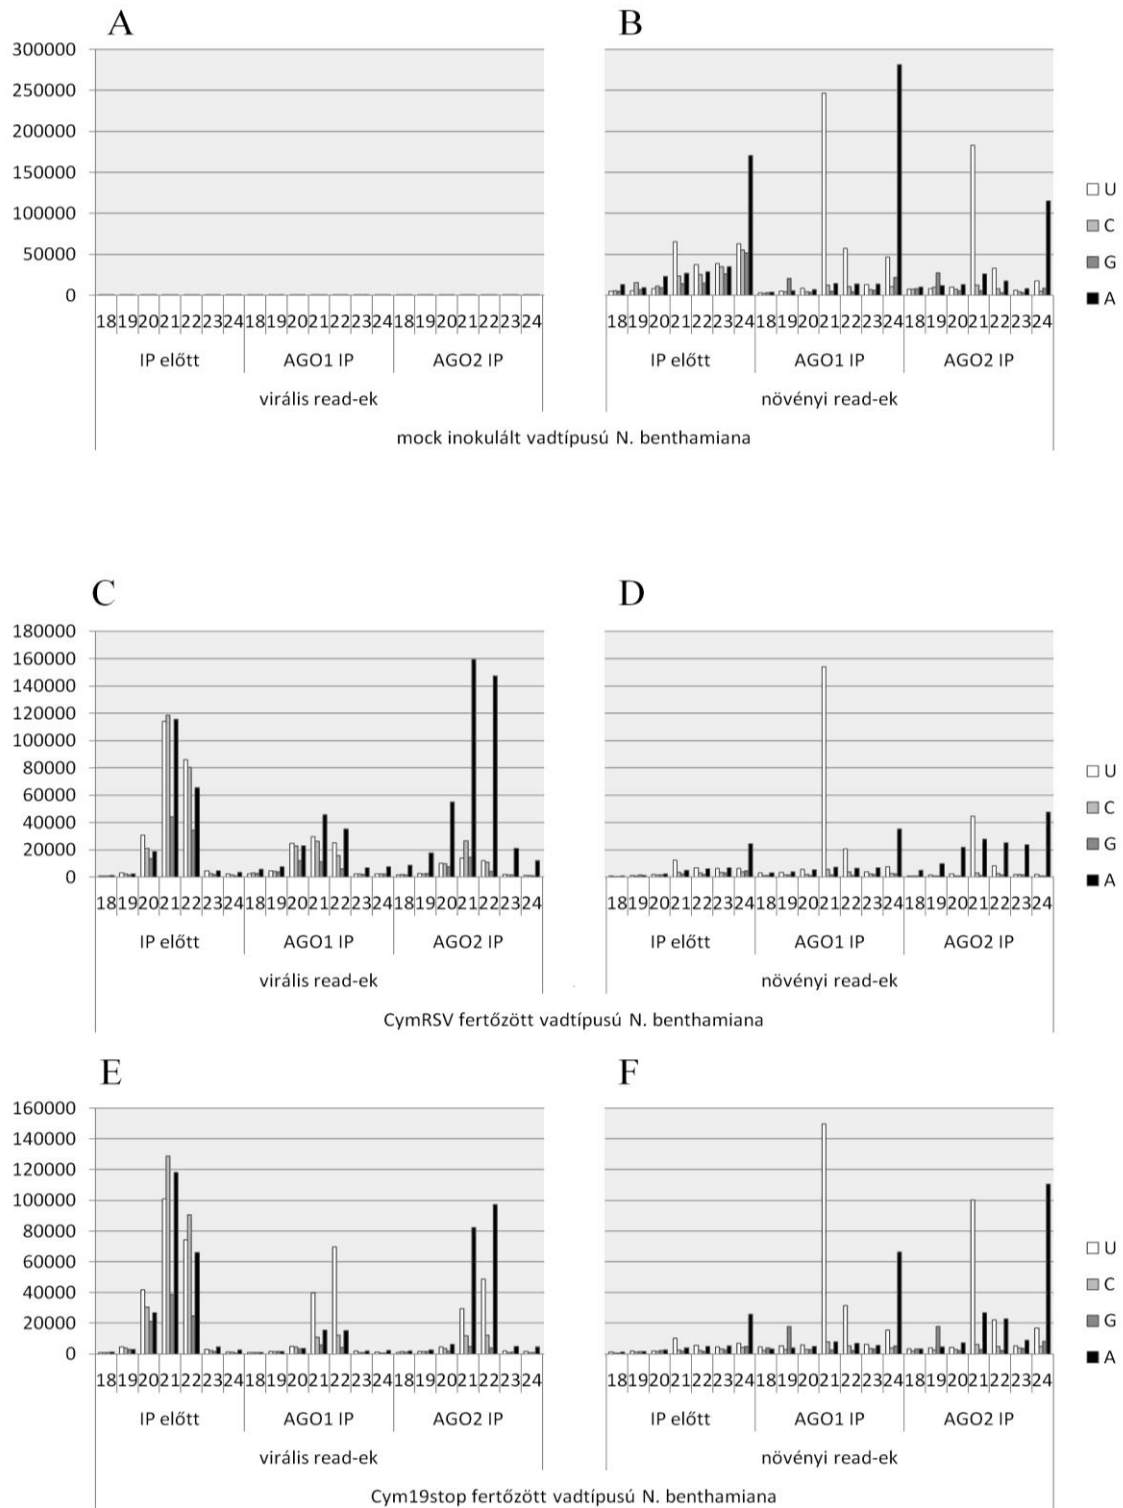 A B
300000
250000
200000
150000
100000
50000
0
U
C
G
A
18 19 20 21 22 23 24 18 19 20 21 22 23 24 18 19 20 21 22 23 24
18 19 20 21 22 23 24 18 19 20 21 22 23 24 18 19 20 21 22 23 24
IP előtt AGO1 IP AGO2 IP
IP előtt AGO1 IP AGO2 IP
virális read-ek
növényi read-ek
mock inokulált vadtípusú N. benthamiana
C D
180000
160000
140000
120000
100000
80000
60000
40000
20000
0
U
C
G
A
18 19 20 21 22 23 24 18 19 20 21 22 23 24 18 19 20 21 22 23 24
18 19 20 21 22 23 24 18 19 20 21 22 23 24 18 19 20 21 22 23 24
IP előtt AGO1 IP AGO2 IP
IP előtt AGO1 IP AGO2 IP
virális read-ek
növényi read-ek
CymRSV fertőzött vadtípusú N. benthamiana
E F
160000
140000
120000
100000
80000
60000
40000
20000
0
U
C
G
A
18 19 20 21 22 23 24 18 19 20 21 22 23 24 18 19 20 21 22 23 24
18 19 20 21 22 23 24 18 19 20 21 22 23 24 18 19 20 21 22 23 24
IP előtt AGO1 IP AGO2 IP
IP előtt AGO1 IP AGO2 IP
virális read-ek
növényi read-ek
Cym19stop fertőzött vadtípusú N. benthamiana